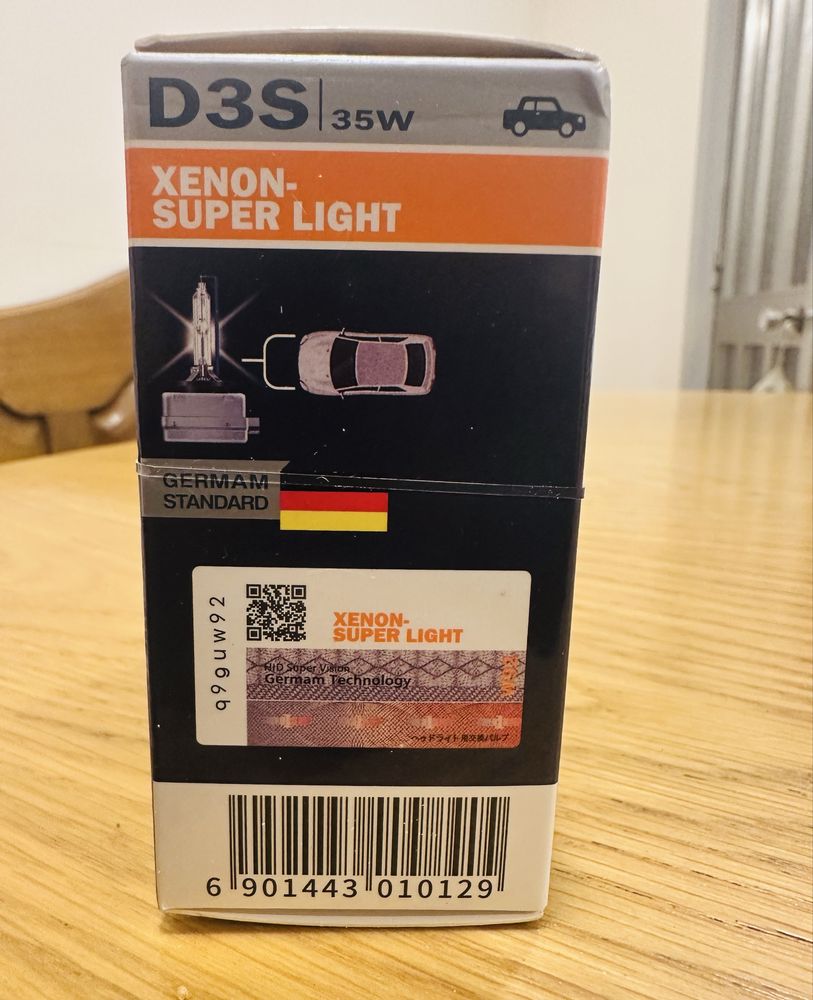 D3S 35W
XENON-
SUPER LIGHT
GERMAM
STANDARD
q9guw92
XENON-
SUPER LIGHT
HID Super Vision
Germam Technology
ヘッドライト用交換バルブ
6 901443 010129